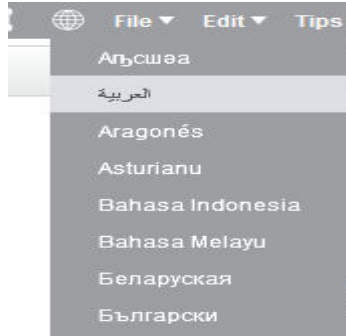 File ▼ Edit ▼ Tips
Аҧсшәа
العربية
Aragonés
Asturianu
Bahasa Indonesia
Bahasa Melayu
Беларуская
Български